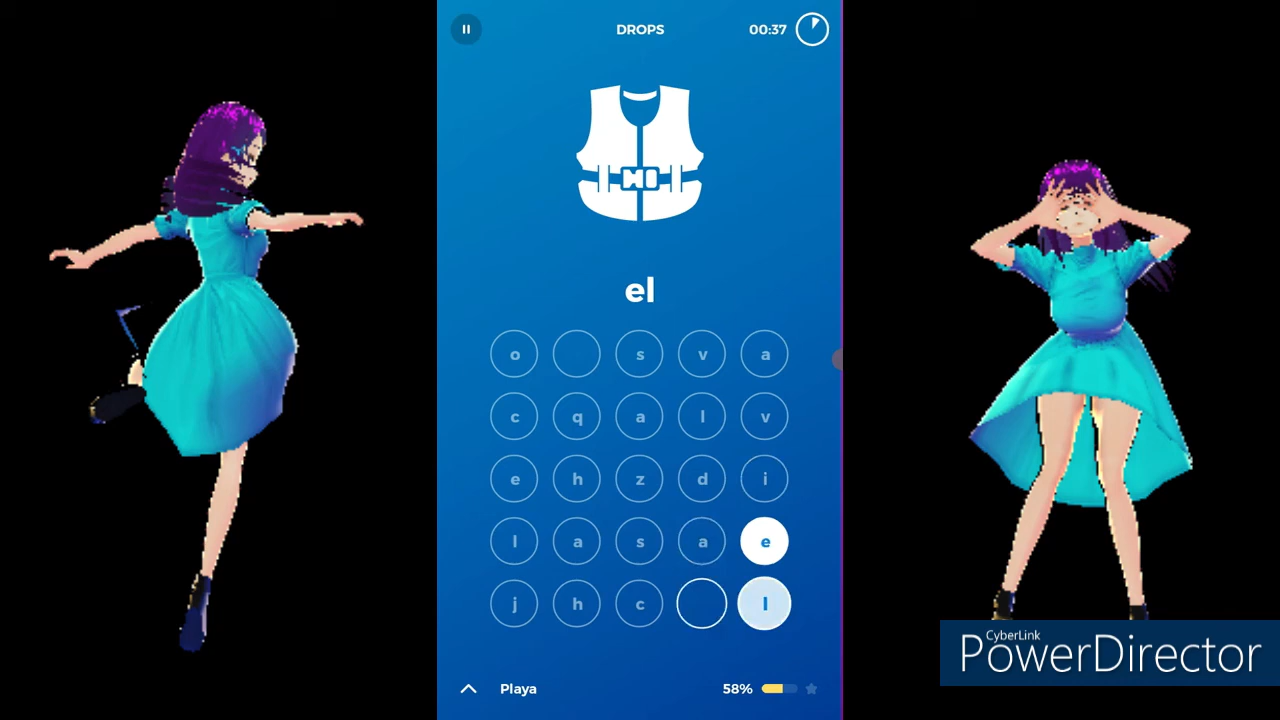 DROPS
00:37
el
o s v a
c q a l v
e h z d i
l a s a e
j h c l
Playa
58%
CyberLink
PowerDirector